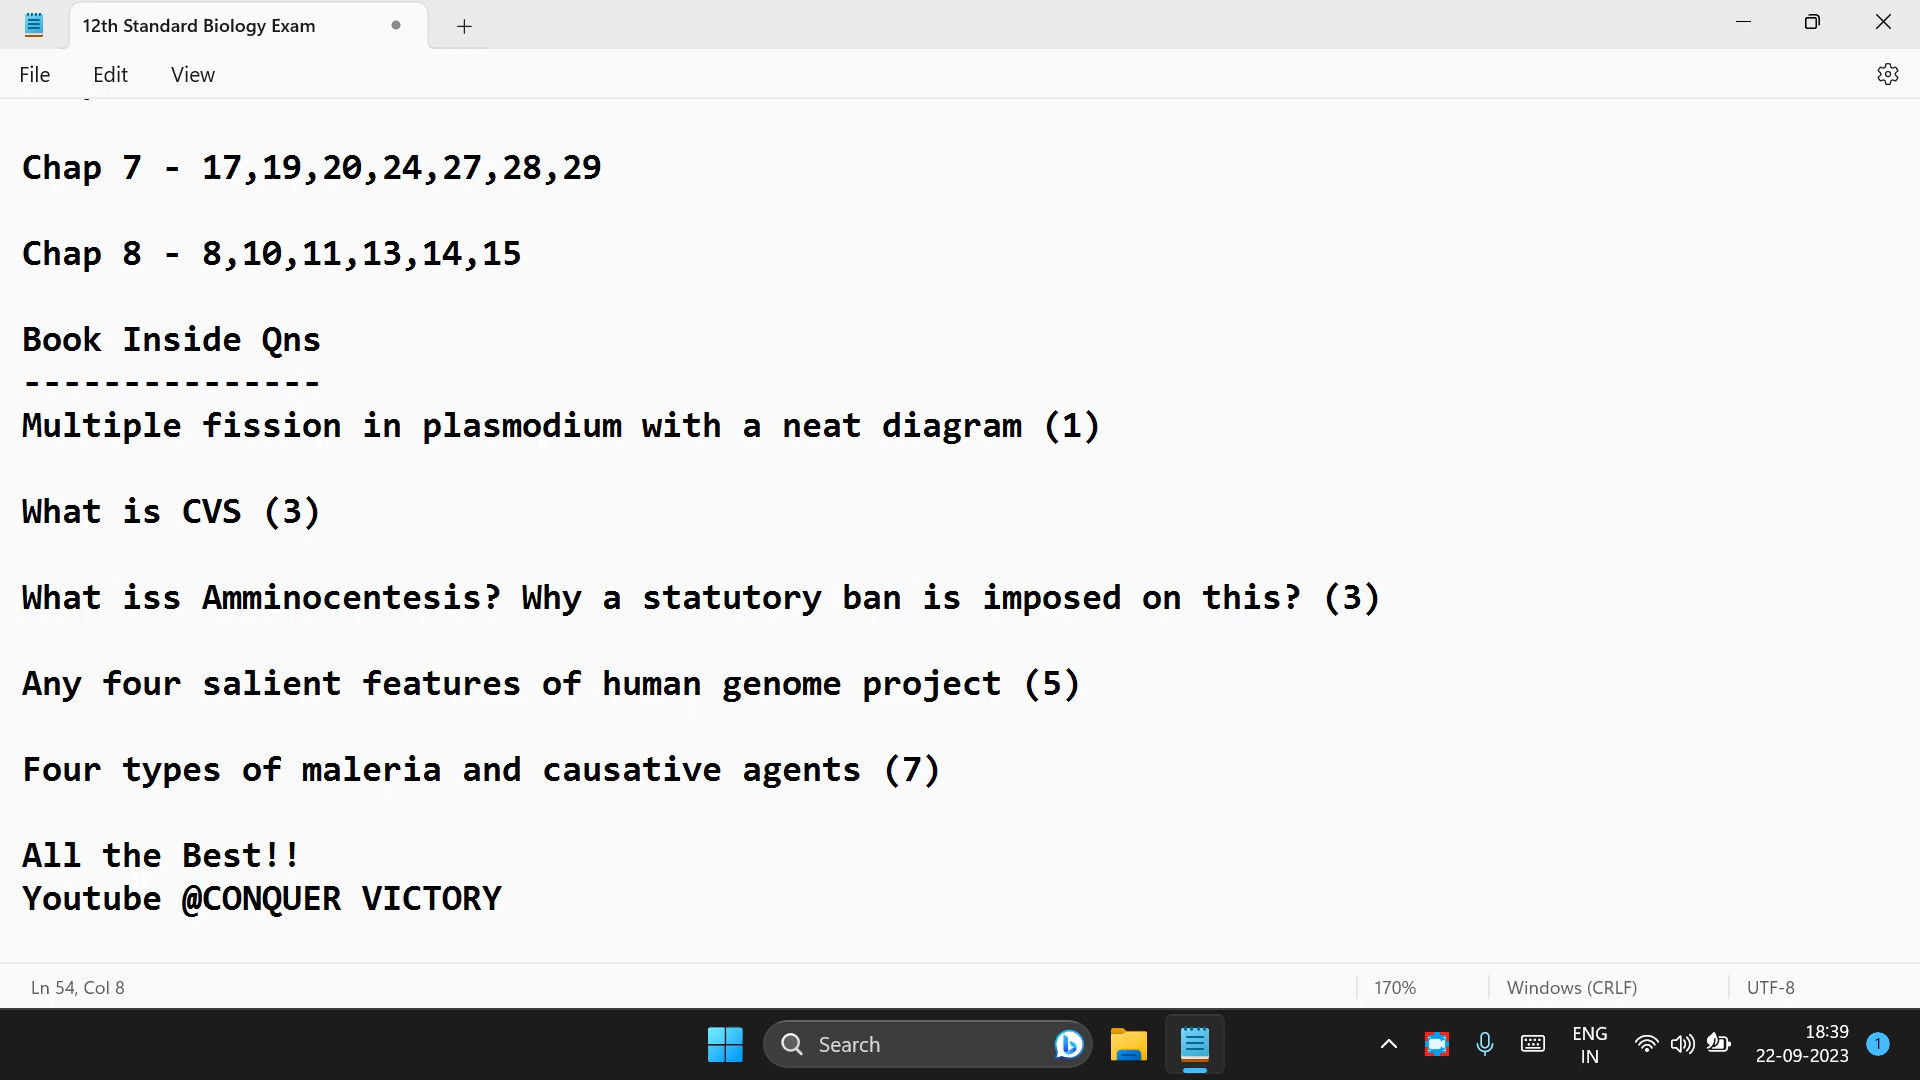 12th Standard Biology Exam
File Edit View
Chap 7 - 17,19,20,24,27,28,29
Chap 8 - 8,10,11,13,14,15
Book Inside Qns
---------------
Multiple fission in plasmodium with a neat diagram (1)
What is CVS (3)
What iss Amminocentesis? Why a statutory ban is imposed on this? (3)
Any four salient features of human genome project (5)
Four types of maleria and causative agents (7)
All the Best!!
Youtube @CONQUER VICTORY
Ln 54, Col 8 170% Windows (CRLF) UTF-8
Search ENG 18:39
IN 22-09-2023 1